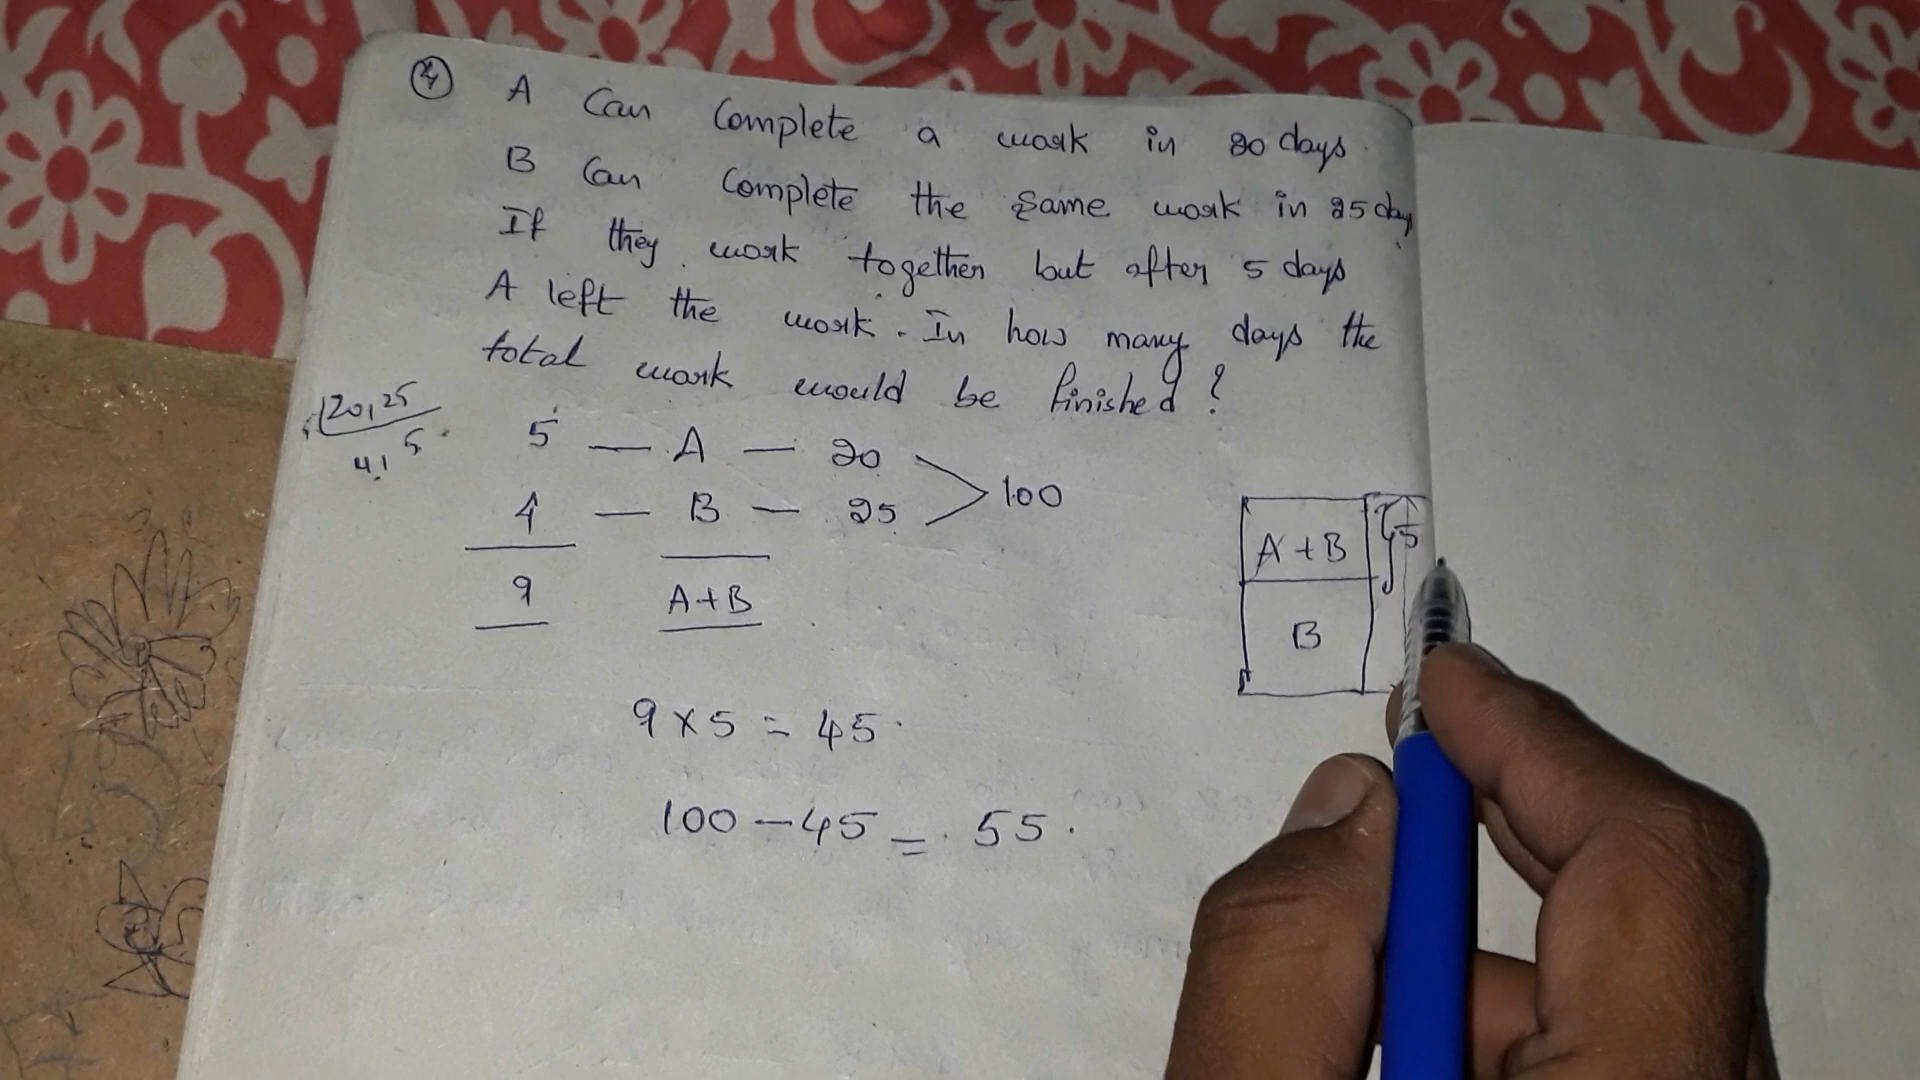 4 A Can Complete a work in 20 days.
B Can Complete the Same work in 25 day
If they work together but after 5 days
A left the work. In how many days the
total work would be finished?
20,25
4, 5
5 — A — 20
4 — B — 25
100
9 A+B
9 x 5 = 45
100 - 45 = 55.
A + B 5
B